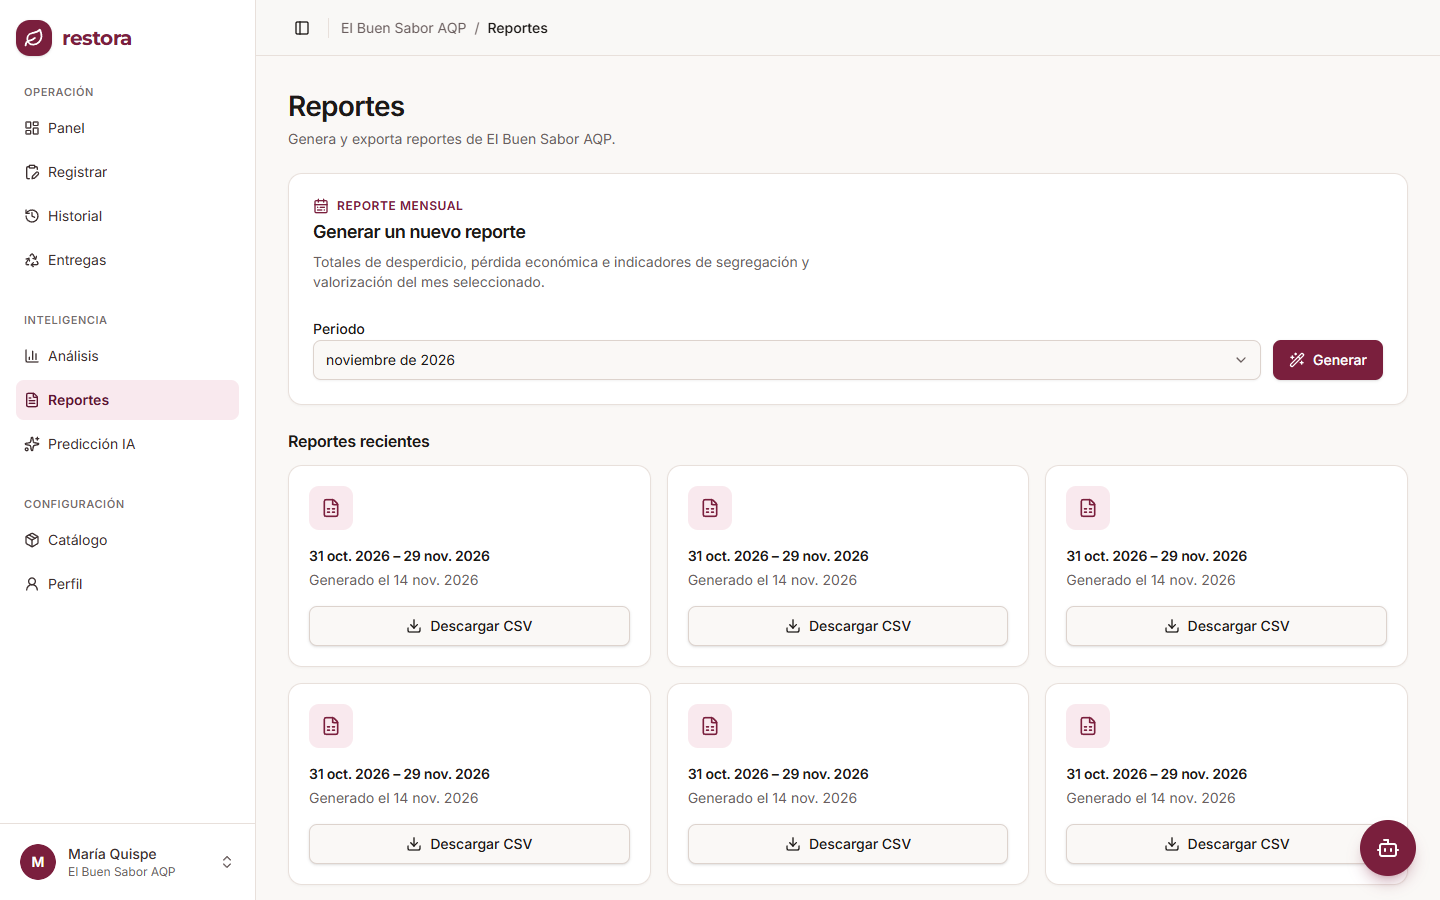 restora
OPERACIÓN
Panel
Registrar
Historial
Entregas
INTELIGENCIA
Análisis
Reportes
Predicción IA
CONFIGURACIÓN
Catálogo
Perfil
M
María Quispe
El Buen Sabor AQP
El Buen Sabor AQP / Reportes
Reportes
Genera y exporta reportes de El Buen Sabor AQP.
REPORTE MENSUAL
Generar un nuevo reporte
Totales de desperdicio, pérdida económica e indicadores de segregación y
valorización del mes seleccionado.
Periodo
noviembre de 2026
Generar
Reportes recientes
31 oct. 2026 – 29 nov. 2026
Generado el 14 nov. 2026
Descargar CSV
31 oct. 2026 – 29 nov. 2026
Generado el 14 nov. 2026
Descargar CSV
31 oct. 2026 – 29 nov. 2026
Generado el 14 nov. 2026
Descargar CSV
31 oct. 2026 – 29 nov. 2026
Generado el 14 nov. 2026
Descargar CSV
31 oct. 2026 – 29 nov. 2026
Generado el 14 nov. 2026
Descargar CSV
31 oct. 2026 – 29 nov. 2026
Generado el 14 nov. 2026
Descargar CSV